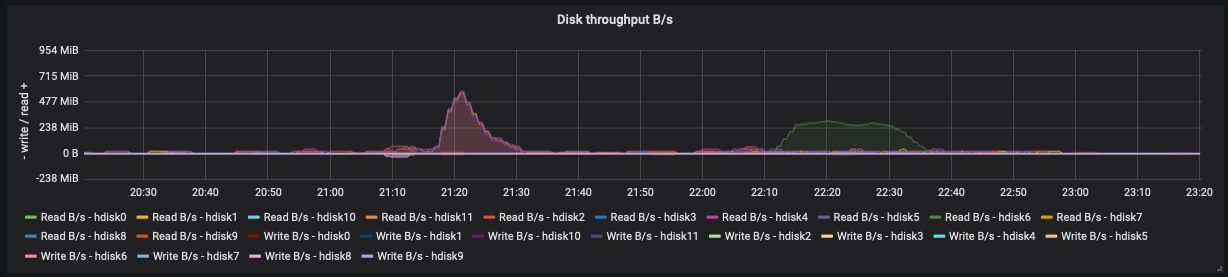 Disk throughput B/s
- write / read +
954 MiB
715 MiB
477 MiB
238 MiB
0 B
-238 MiB
20:30 20:40 20:50 21:00 21:10 21:20 21:30 21:40 21:50 22:00 22:10 22:20 22:30 22:40 22:50 23:00 23:10 23:20
Read B/s - hdisk0 Read B/s - hdisk1 Read B/s - hdisk10 Read B/s - hdisk11 Read B/s - hdisk2 Read B/s - hdisk3 Read B/s - hdisk4 Read B/s - hdisk5 Read B/s - hdisk6 Read B/s - hdisk7
Read B/s - hdisk8 Read B/s - hdisk9 Write B/s - hdisk0 Write B/s - hdisk1 Write B/s - hdisk10 Write B/s - hdisk11 Write B/s - hdisk2 Write B/s - hdisk3 Write B/s - hdisk4 Write B/s - hdisk5
Write B/s - hdisk6 Write B/s - hdisk7 Write B/s - hdisk8 Write B/s - hdisk9